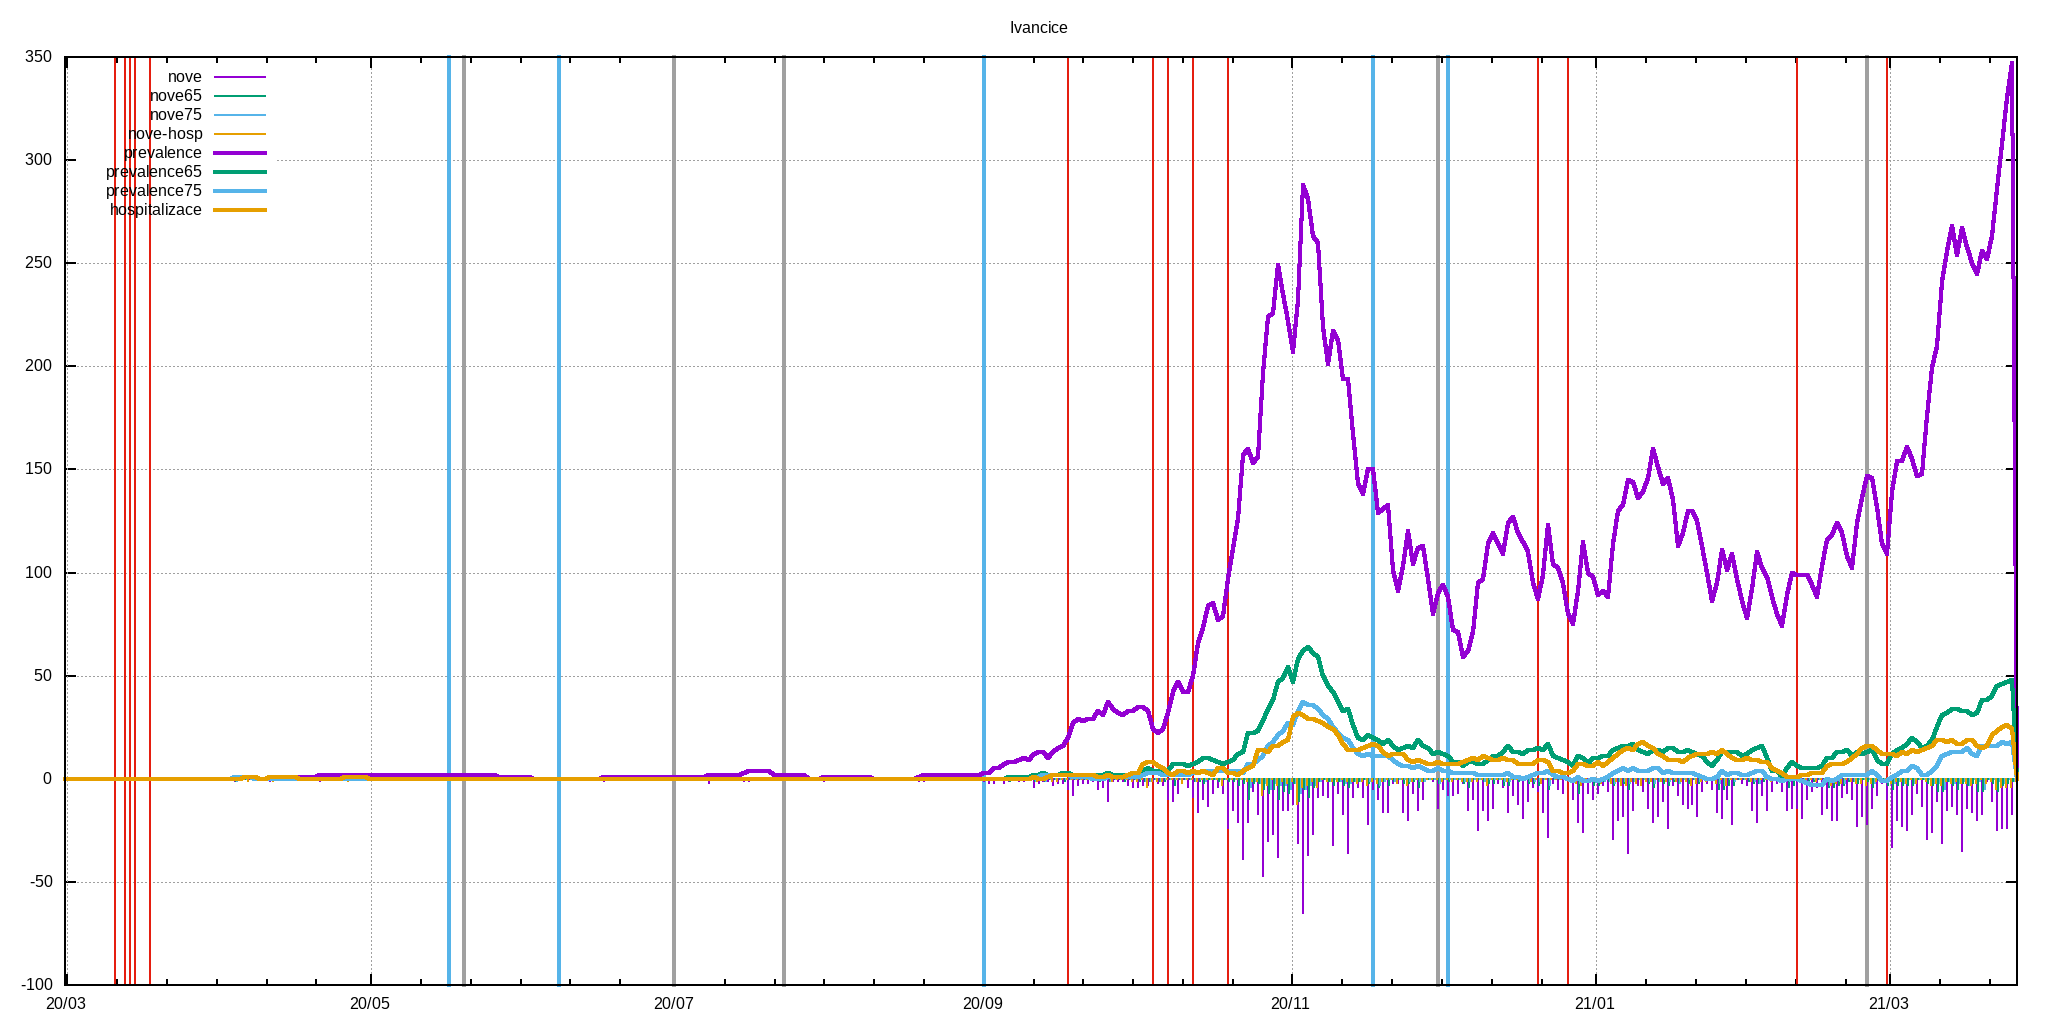 Ivancice
350
300
250
200
150
100
50
0
-50
-100
nove
nove65
nove75
nove-hosp
prevalence
prevalence65
prevalence75
hospitalizace
20/03 20/05 20/07 20/09 20/11 21/01 21/03